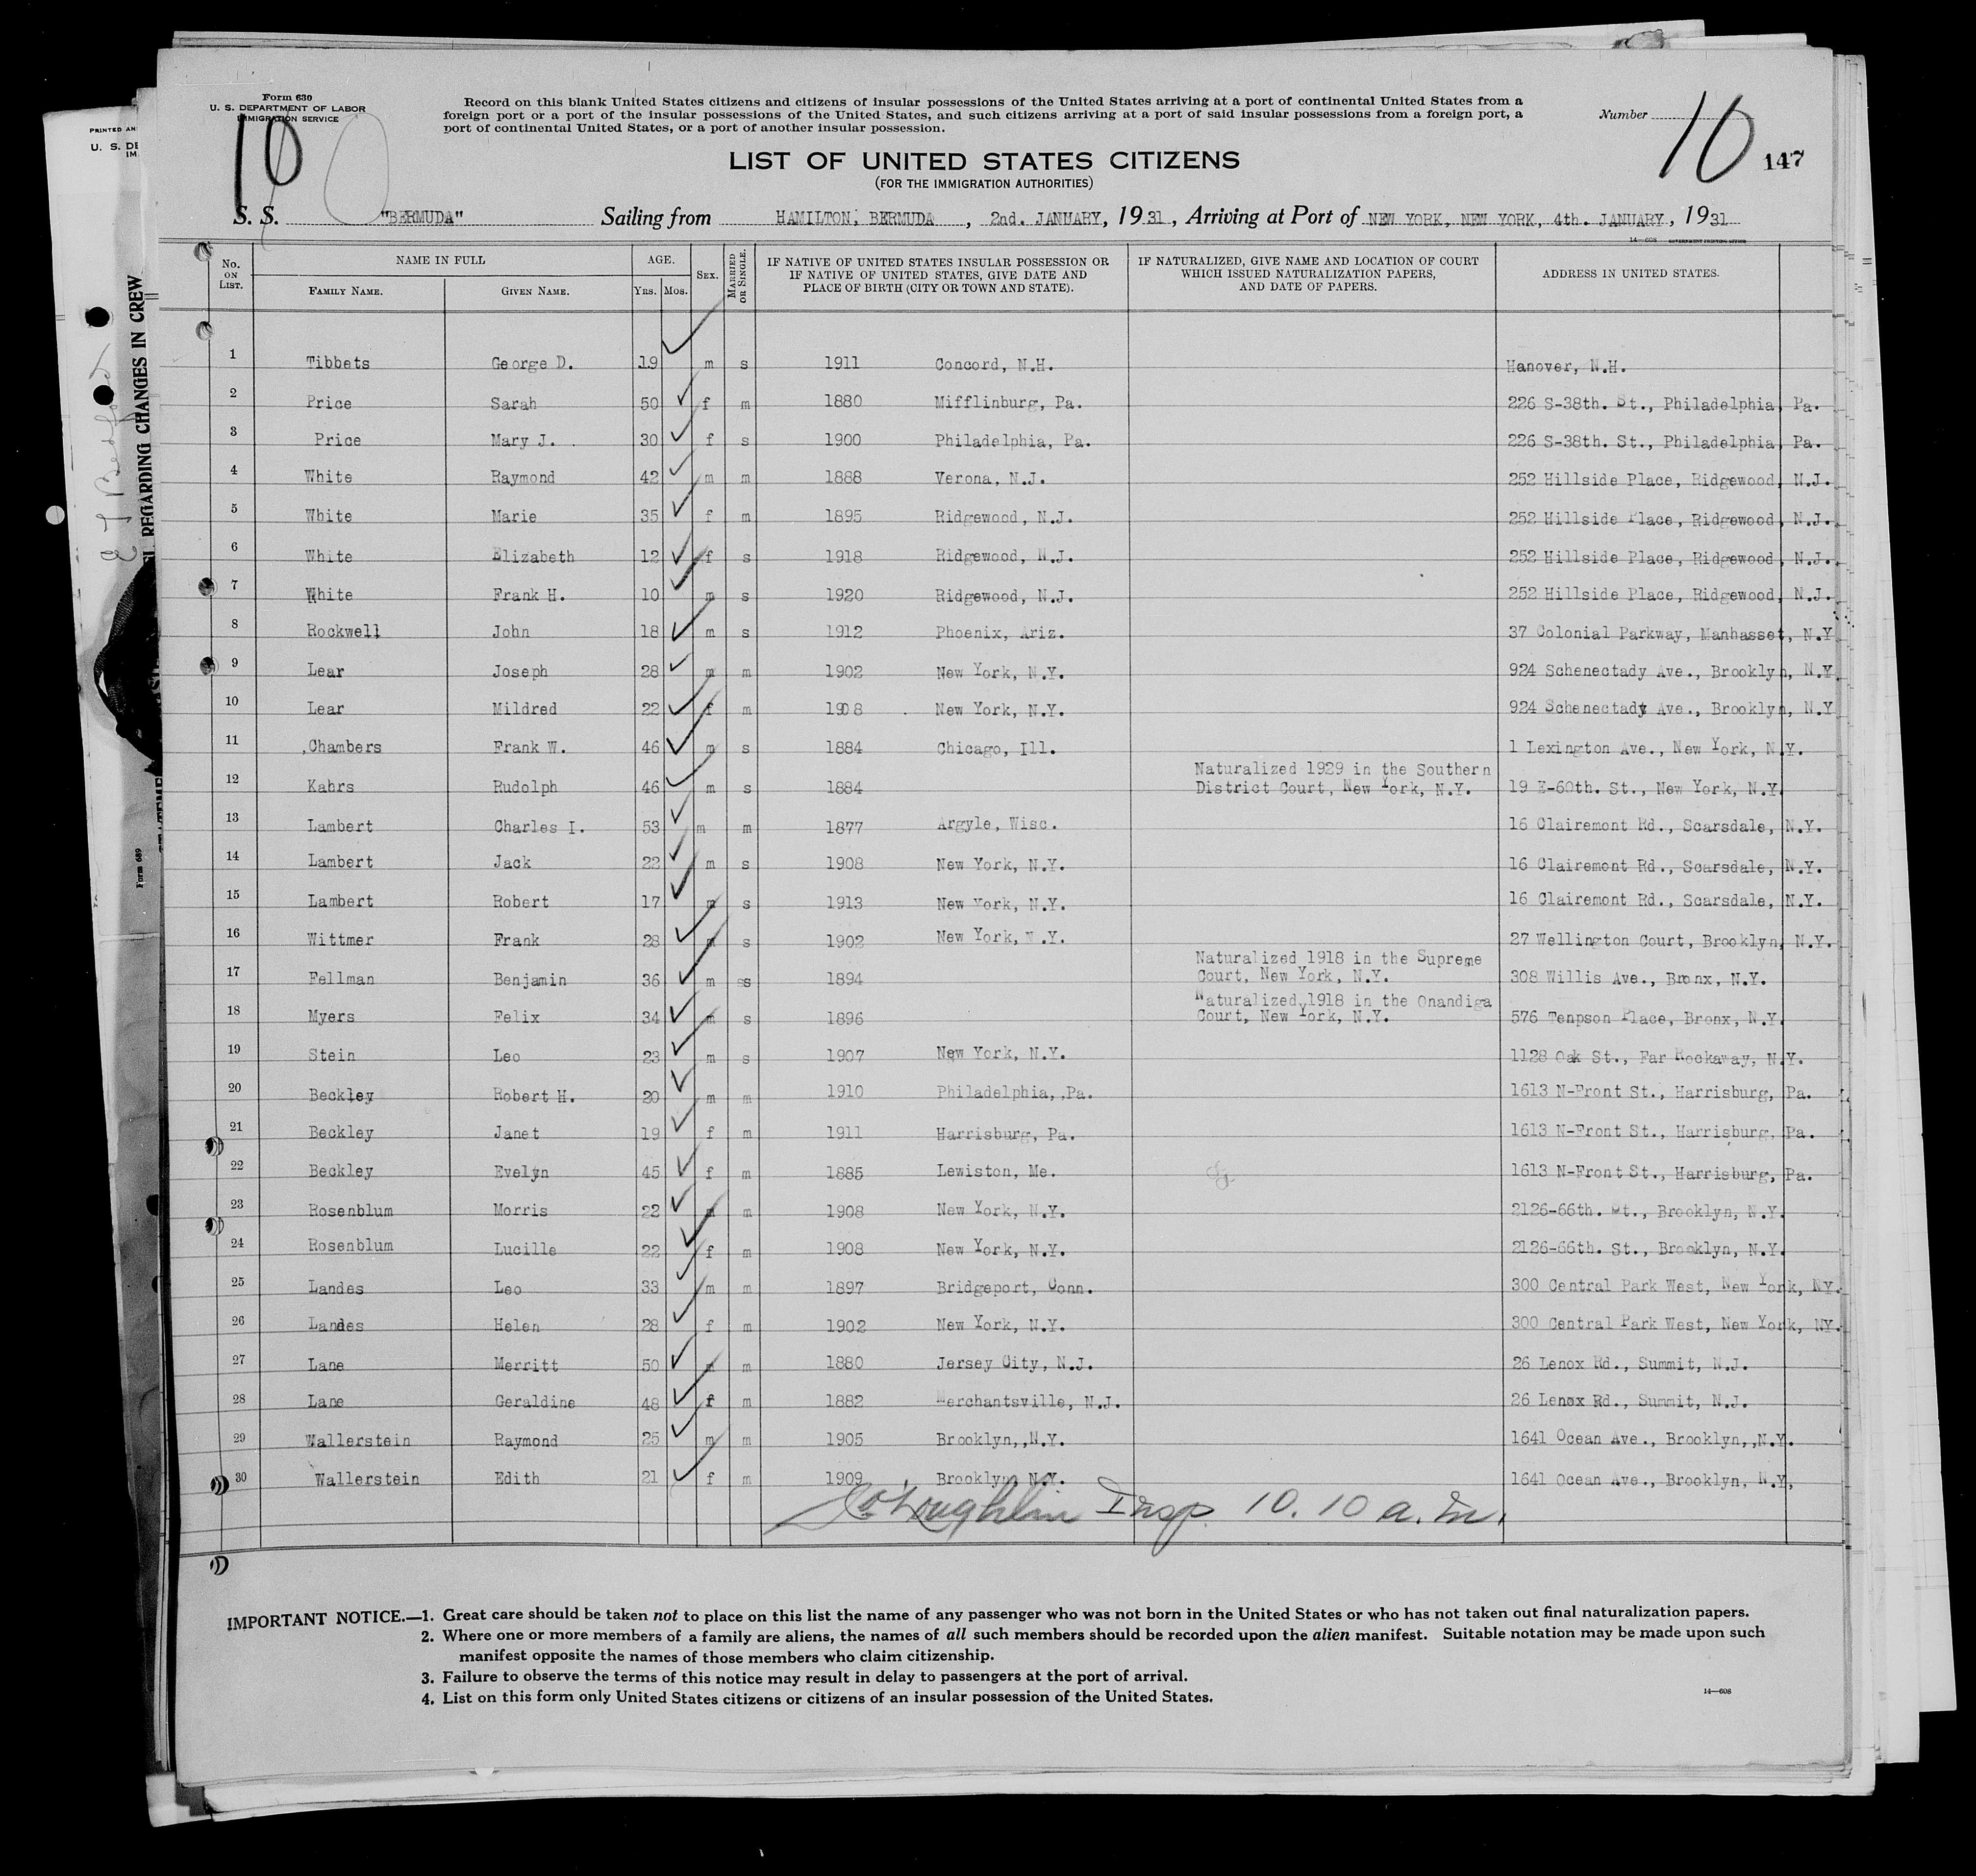 Form 630
U. S. DEPARTMENT OF LABOR
IMMIGRATION SERVICE
10
Record on this blank United States citizens and citizens of insular possessions of the United States arriving at a port of continental United States from a
foreign port or a port of the insular possessions of the United States, and such citizens arriving at a port of said insular possessions from a foreign port, a
port of continental United States, or a port of another insular possession.
Number 10
147
LIST OF UNITED STATES CITIZENS
(FOR THE IMMIGRATION AUTHORITIES)
S. S. "BERMUDA" Sailing from HAMILTON, BERMUDA, 2nd. JANUARY, 1931, Arriving at Port of NEW YORK, NEW YORK, 4th. JANUARY, 1931
14—608 GOVERNMENT PRINTING OFFICE
No. ON LIST. NAME IN FULL FAMILY NAME. GIVEN NAME. AGE. YRS. MOS. SEX. MARRIED OR SINGLE. IF NATIVE OF UNITED STATES INSULAR POSSESSION OR IF NATIVE OF UNITED STATES, GIVE DATE AND PLACE OF BIRTH (CITY OR TOWN AND STATE). IF NATURALIZED, GIVE NAME AND LOCATION OF COURT WHICH ISSUED NATURALIZATION PAPERS, AND DATE OF PAPERS. ADDRESS IN UNITED STATES.
1 Tibbets George D. 19 m s 1911 Concord, N.H. Hanover, N.H.
2 Price Sarah 50 f m 1880 Mifflinburg, Pa. 226 S-38th. St., Philadelphia, Pa.
3 Price Mary J. 30 f s 1900 Philadelphia, Pa. 226 S-38th. St., Philadelphia, Pa.
4 White Raymond 42 m m 1888 Verona, N.J. 252 Hillside Place, Ridgewood, N.J.
5 White Marie 35 f m 1895 Ridgewood, N.J. 252 Hillside Place, Ridgewood, N.J.
6 White Elizabeth 12 f s 1918 Ridgewood, N.J. 252 Hillside Place, Ridgewood, N.J.
7 White Frank H. 10 m s 1920 Ridgewood, N.J. 252 Hillside Place, Ridgewood, N.J.
8 Rockwell John 18 m s 1912 Phoenix, Ariz. 37 Colonial Parkway, Manhasset, N.Y
9 Lear Joseph 28 m m 1902 New York, N.Y. 924 Schenectady Ave., Brooklyn, N.Y.
10 Lear Mildred 22 f m 1908 New York, N.Y. 924 Schenectady Ave., Brooklyn, N.Y
11 Chambers Frank W. 46 m s 1884 Chicago, Ill. 1 Lexington Ave., New York, N.Y.
12 Kahrs Rudolph 46 m s 1884 Naturalized 1929 in the Southern District Court, New York, N.Y. 19 E-60th. St., New York, N.Y.
13 Lambert Charles I. 53 m m 1877 Argyle, Wisc. 16 Clairemont Rd., Scarsdale, N.Y.
14 Lambert Jack 22 m s 1908 New York, N.Y. 16 Clairemont Rd., Scarsdale, N.Y.
15 Lambert Robert 17 m s 1913 New York, N.Y. 16 Clairemont Rd., Scarsdale, N.Y.
16 Wittmer Frank 28 m s 1902 New York, N.Y. 27 Wellington Court, Brooklyn, N.Y.
17 Fellman Benjamin 36 m s 1894 Naturalized 1918 in the Supreme Court, New York, N.Y. 308 Willis Ave., Bronx, N.Y.
18 Myers Felix 34 m s 1896 Naturalized 1918 in the Onandiga Court, New York, N.Y. 576 Tenpson Place, Bronx, N.Y.
19 Stein Leo 23 m s 1907 New York, N.Y. 1128 Oak St., Far Rockaway, N.Y.
20 Beckley Robert H. 20 m m 1910 Philadelphia,,Pa. 1613 N-Front St., Harrisburg, Pa.
21 Beckley Janet 19 f m 1911 Harrisburg, Pa. 1613 N-Front St., Harrisburg, Pa.
22 Beckley Evelyn 45 f m 1885 Lewiston, Me. 1613 N-Front St., Harrisburg, Pa.
23 Rosenblum Morris 22 m m 1908 New York, N.Y. 2126-66th. St., Brooklyn, N.Y.
24 Rosenblum Lucille 22 f m 1908 New York, N.Y. 2126-66th. St., Brooklyn, N.Y.
25 Landes Leo 33 m m 1897 Bridgeport, Conn. 300 Central Park West, New York, NY.
26 Landes Helen 28 f m 1902 New York, N.Y. 300 Central Park West, New York, NY.
27 Lane Merritt 50 m m 1880 Jersey City, N.J. 26 Lenox Rd., Summit, N.J.
28 Lane Geraldine 48 f m 1882 Merchantsville, N.J. 26 Lenox Rd., Summit, N.J.
29 Wallerstein Raymond 25 m m 1905 Brooklyn,,N.Y. 1641 Ocean Ave., Brooklyn,,N.Y.
30 Wallerstein Edith 21 f m 1909 Brooklyn, N.Y. 1641 Ocean Ave., Brooklyn, N.Y,
O'Loughlin Insp. 10.10 a.m.
IMPORTANT NOTICE.—1. Great care should be taken not to place on this list the name of any passenger who was not born in the United States or who has not taken out final naturalization papers.
2. Where one or more members of a family are aliens, the names of all such members should be recorded upon the alien manifest. Suitable notation may be made upon such
manifest opposite the names of those members who claim citizenship.
3. Failure to observe the terms of this notice may result in delay to passengers at the port of arrival.
4. List on this form only United States citizens or citizens of an insular possession of the United States.
14—608
REGARDING CHANGES IN CREW
Form 689